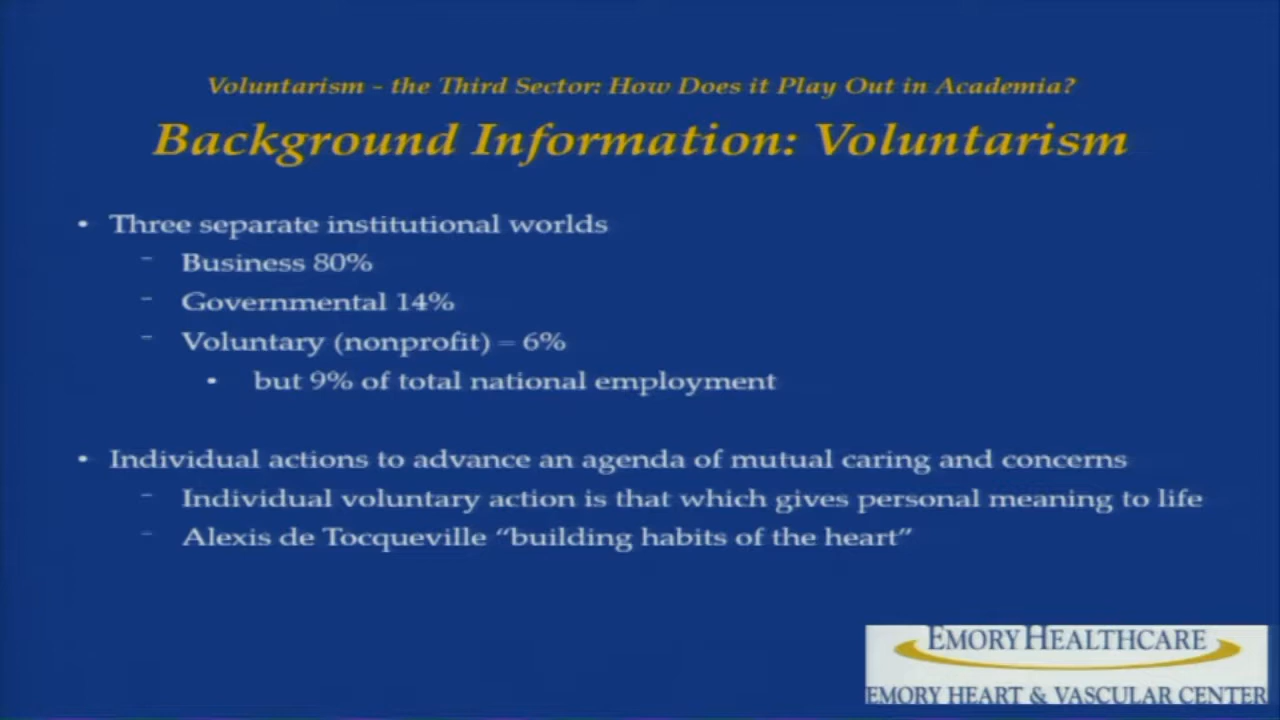 Voluntarism - the Third Sector: How Does it Play Out in Academia?
Background Information: Voluntarism
• Three separate institutional worlds
- Business 80%
- Governmental 14%
- Voluntary (nonprofit) = 6%
• but 9% of total national employment
• Individual actions to advance an agenda of mutual caring and concerns
- Individual voluntary action is that which gives personal meaning to life
- Alexis de Tocqueville “building habits of the heart”
EMORY HEALTHCARE
EMORY HEART & VASCULAR CENTER